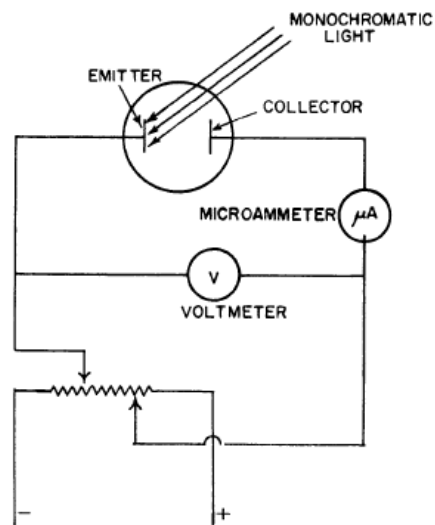 MONOCHROMATIC
LIGHT
EMITTER
COLLECTOR
MICROAMMETER
μA
V
VOLTMETER
- +